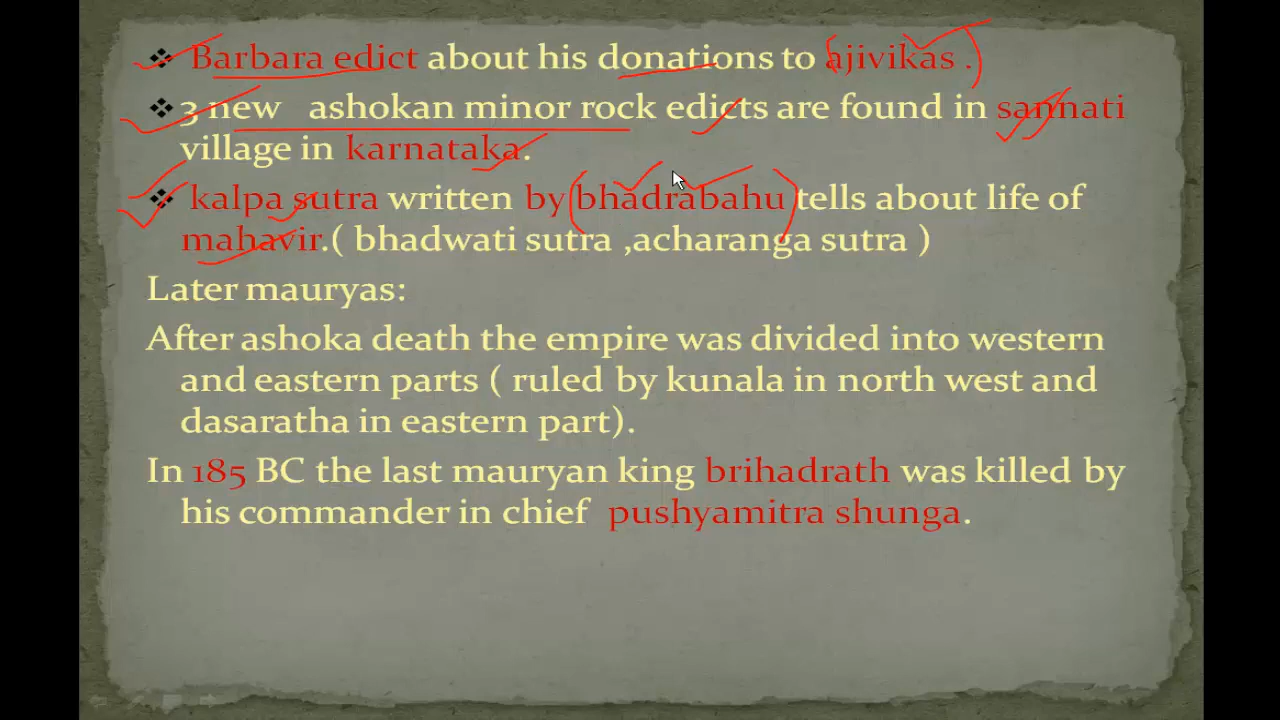 ❖ Barbara edict about his donations to ajivikas .
❖ 3 new ashokan minor rock edicts are found in sannati
village in karnataka.
❖ kalpa sutra written by bhadrabahu tells about life of
mahavir.( bhadwati sutra ,acharanga sutra )
Later mauryas:
After ashoka death the empire was divided into western
and eastern parts ( ruled by kunala in north west and
dasaratha in eastern part).
In 185 BC the last mauryan king brihadrath was killed by
his commander in chief pushyamitra shunga.